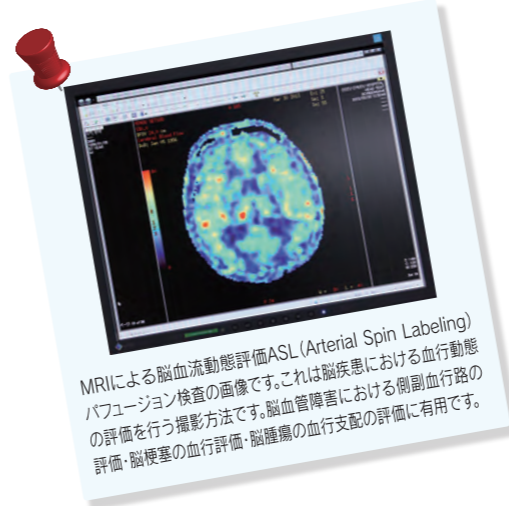 MRIによる脳血流動態評価ASL(Arterial Spin Labeling)
パフュージョン検査の画像です。これは脳疾患における血行動態
の評価を行う撮影方法です。脳血管障害における側副血行路の
評価・脳梗塞の血行評価・脳腫瘍の血行支配の評価に有用です。